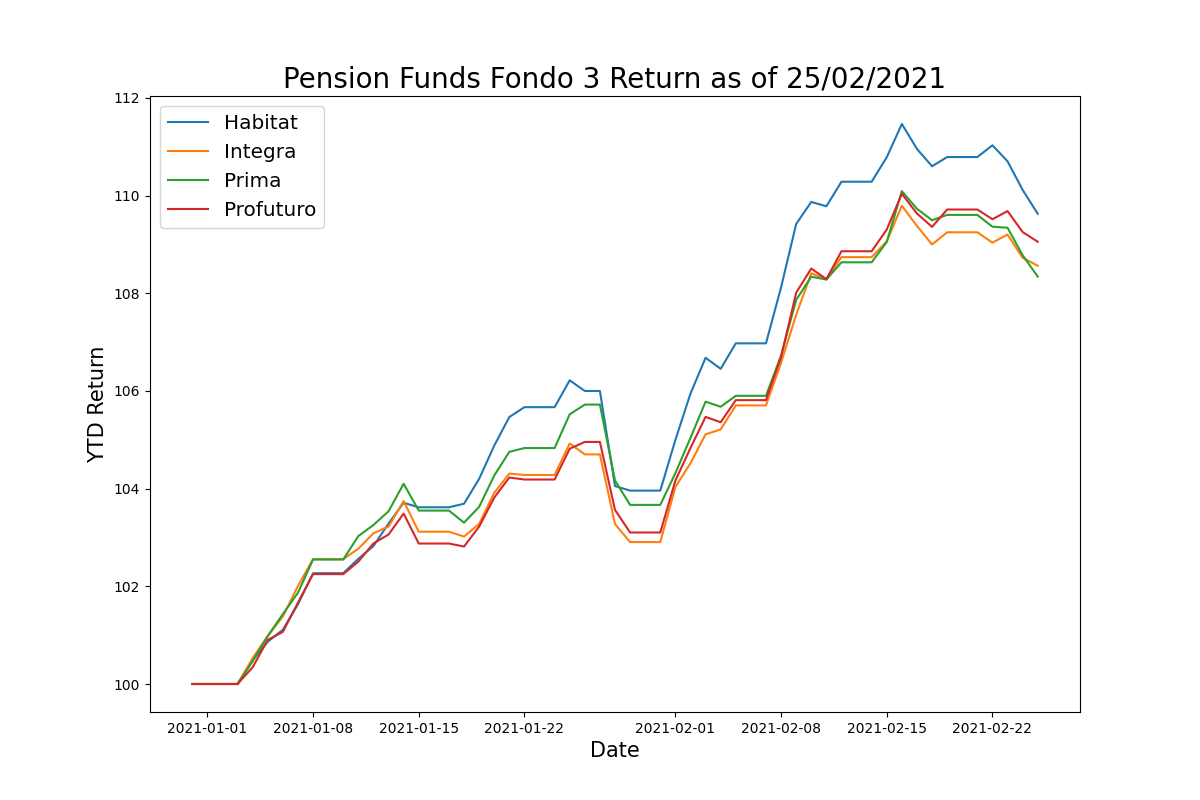 Pension Funds Fondo 3 Return as of 25/02/2021
112
110
108
106
104
102
100
YTD Return
Habitat
Integra
Prima
Profuturo
2021-01-01 2021-01-08 2021-01-15 2021-01-22 2021-02-01 2021-02-08 2021-02-15 2021-02-22
Date